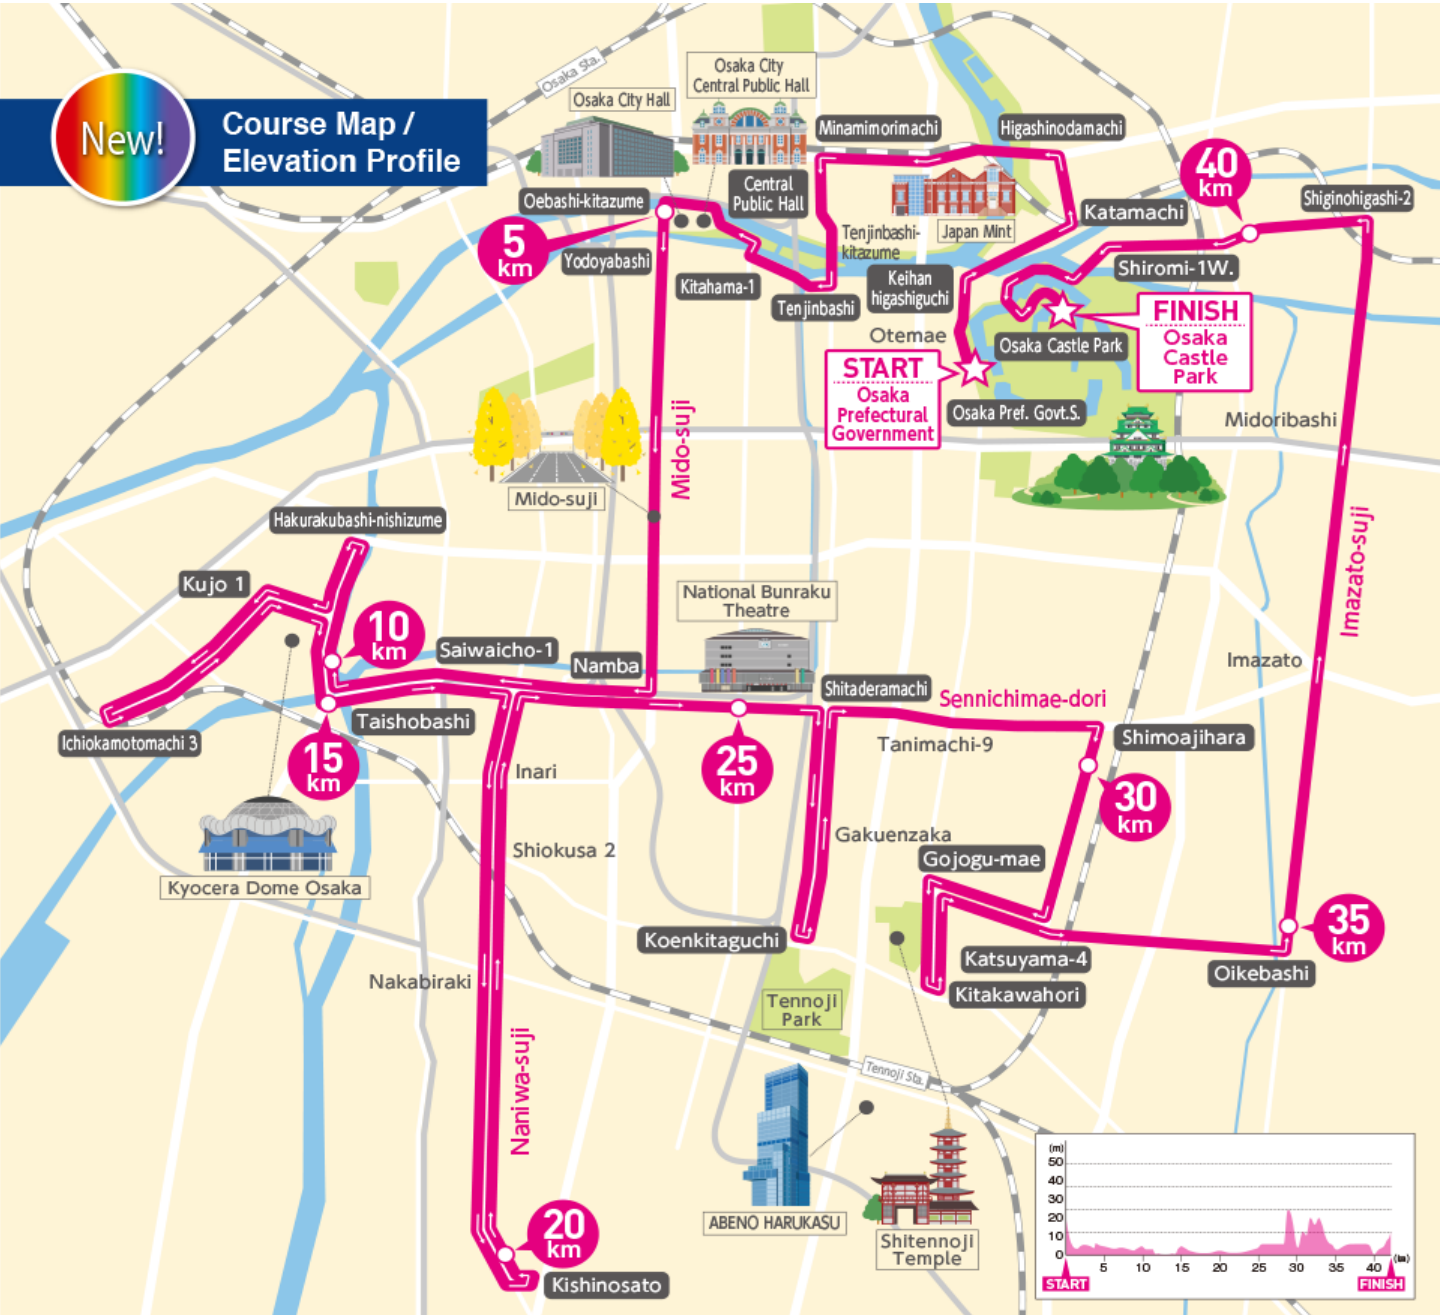 New!
Course Map /
Elevation Profile
Osaka Sta.
Osaka City Hall
Osaka City
Central Public Hall
Minamimorimachi
Higashinodamachi
40
km
Shiginohigashi-2
Oebashi-kitazume
Central
Public Hall
Katamachi
5
km
Yodoyabashi
Tenjinbashi-
kitazume
Japan Mint
Shiromi-1W.
Kitahama-1
Tenjinbashi
Keihan
higashiguchi
FINISH
Osaka
Castle
Park
Otemae
Osaka Castle Park
START
Osaka
Prefectural
Government
Osaka Pref. Govt.S.
Midoribashi
Mido-suji
Mido-suji
Hakurakubashi-nishizume
Imazato-suji
Kujo 1
National Bunraku
Theatre
10
km
Saiwaicho-1
Namba
Imazato
Shitaderamachi
Sennichimae-dori
Taishobashi
Ichiokamotomachi 3
Tanimachi-9
Shimoajihara
15
km
Inari
25
km
30
km
Gakuenzaka
Shiokusa 2
Gojogu-mae
Kyocera Dome Osaka
Koenkitaguchi
35
km
Katsuyama-4
Oikebashi
Nakabiraki
Kitakawahori
Tennoji
Park
Naniwa-suji
Tennoji Sta.
ABENO HARUKASU
Shitennoji
Temple
20
km
Kishinosato
(m)
50
40
30
20
10
0
5 10 15 20 25 30 35 40 (km)
START FINISH